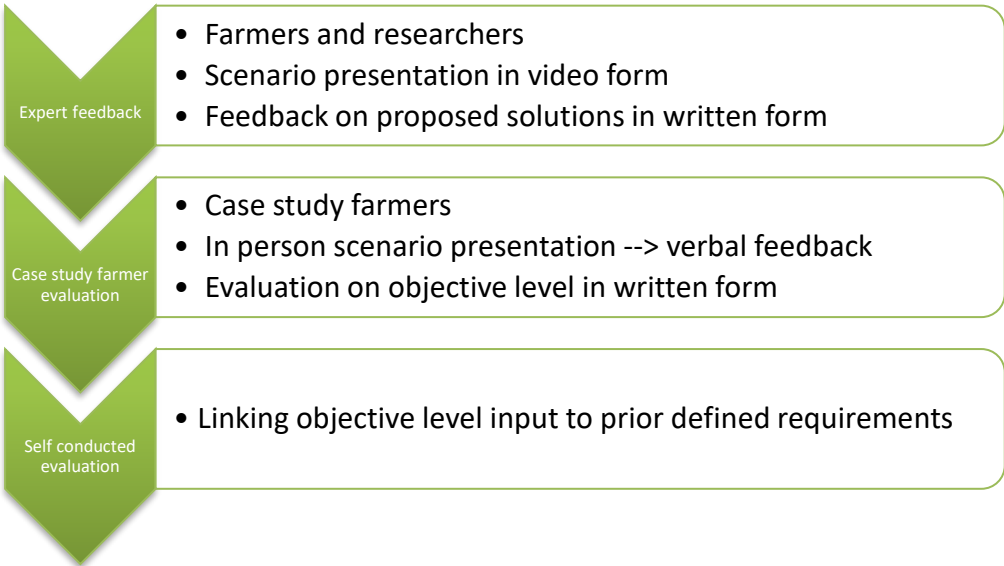 Expert feedback
• Farmers and researchers
• Scenario presentation in video form
• Feedback on proposed solutions in written form
Case study farmer
evaluation
• Case study farmers
• In person scenario presentation --> verbal feedback
• Evaluation on objective level in written form
Self conducted
evaluation
• Linking objective level input to prior defined requirements